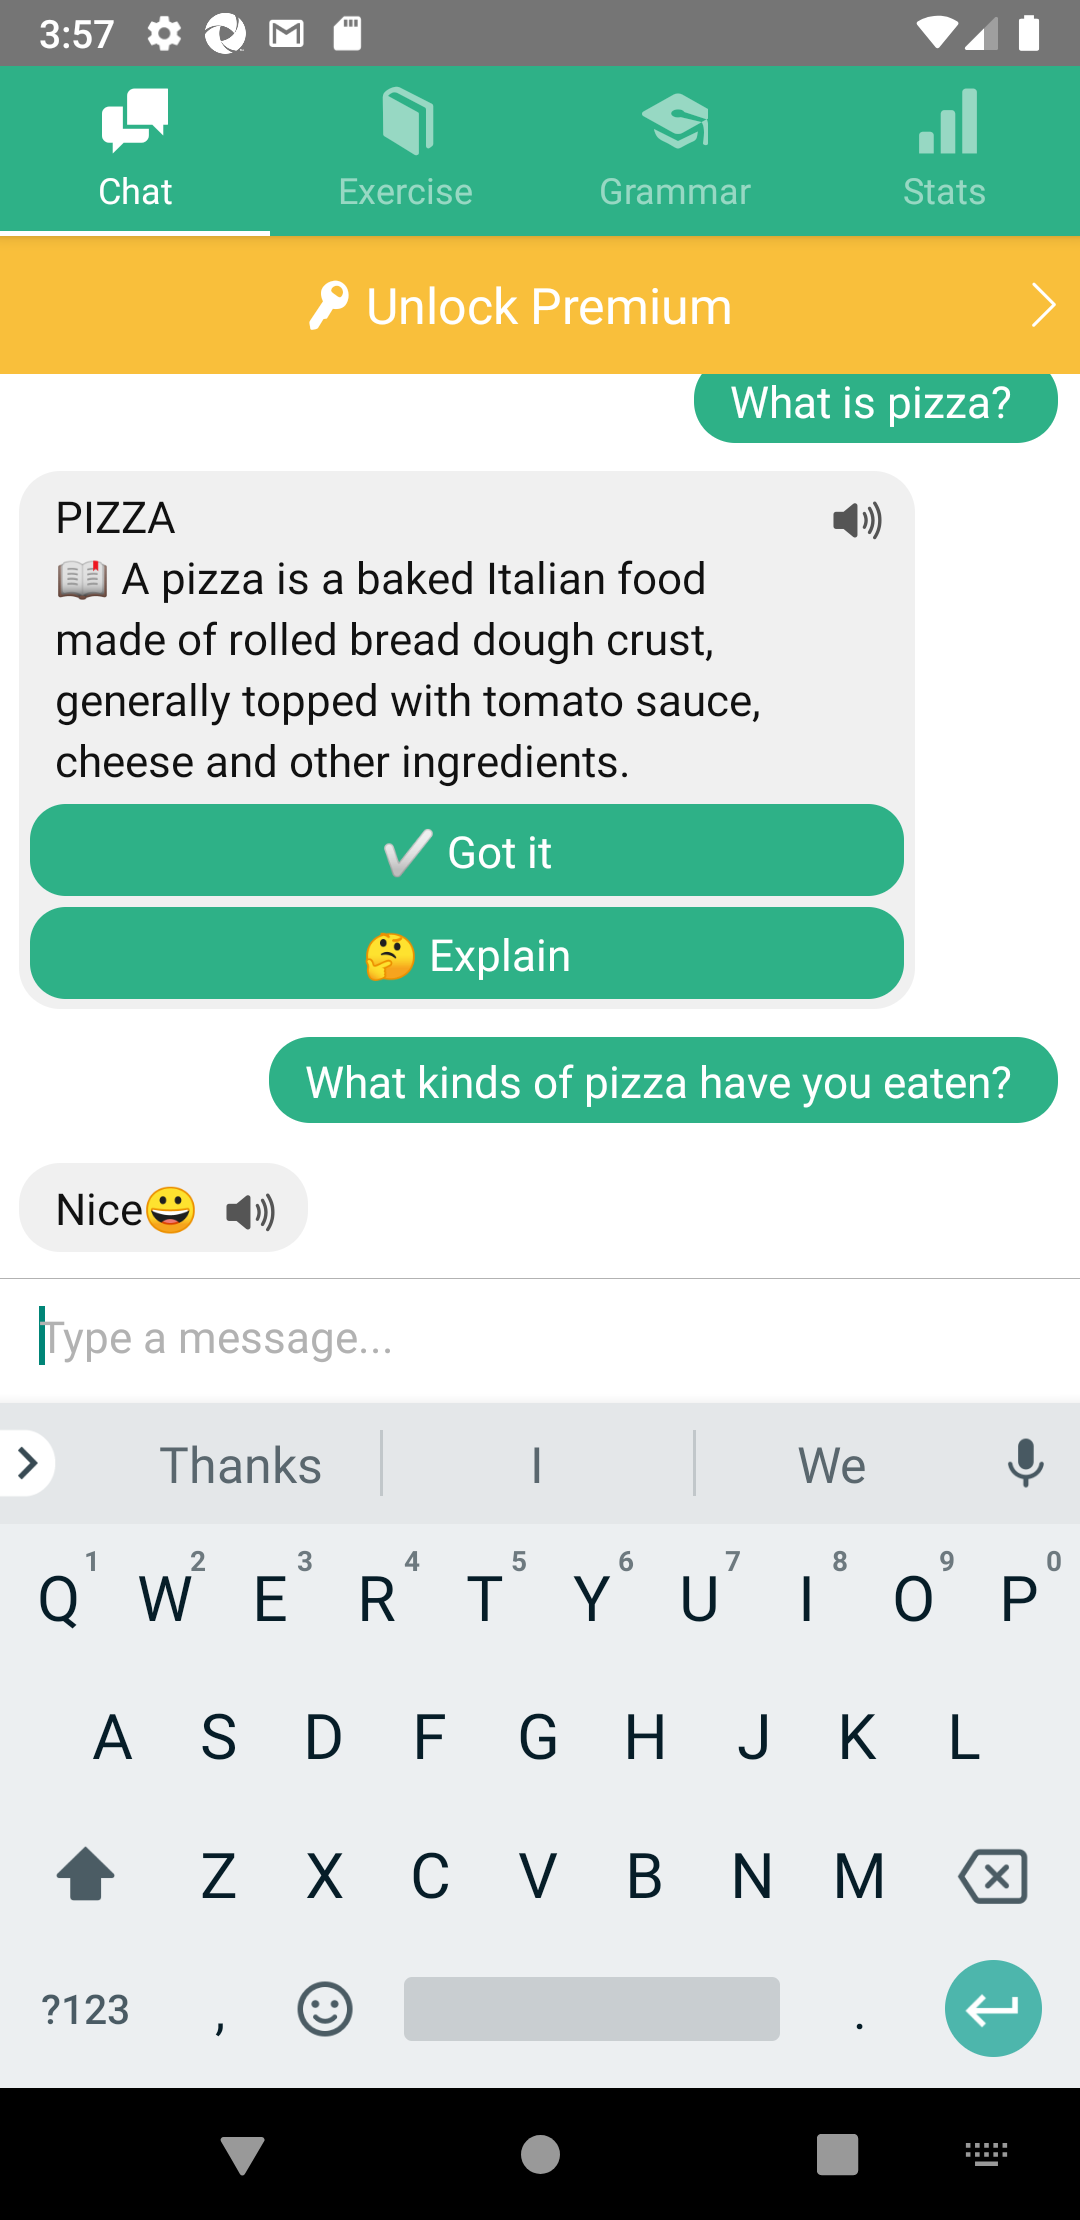 3:57
Chat
Exercise
Grammar
Stats
Unlock Premium
What is pizza?
PIZZA
📖 A pizza is a baked Italian food
made of rolled bread dough crust,
generally topped with tomato sauce,
cheese and other ingredients.
✔ Got it
🤔 Explain
What kinds of pizza have you eaten?
Nice😀
Type a message...
Thanks I We
1 2 3 4 5 6 7 8 9 0
Q W E R T Y U I O P
A S D F G H J K L
Z X C V B N M
?123 , .